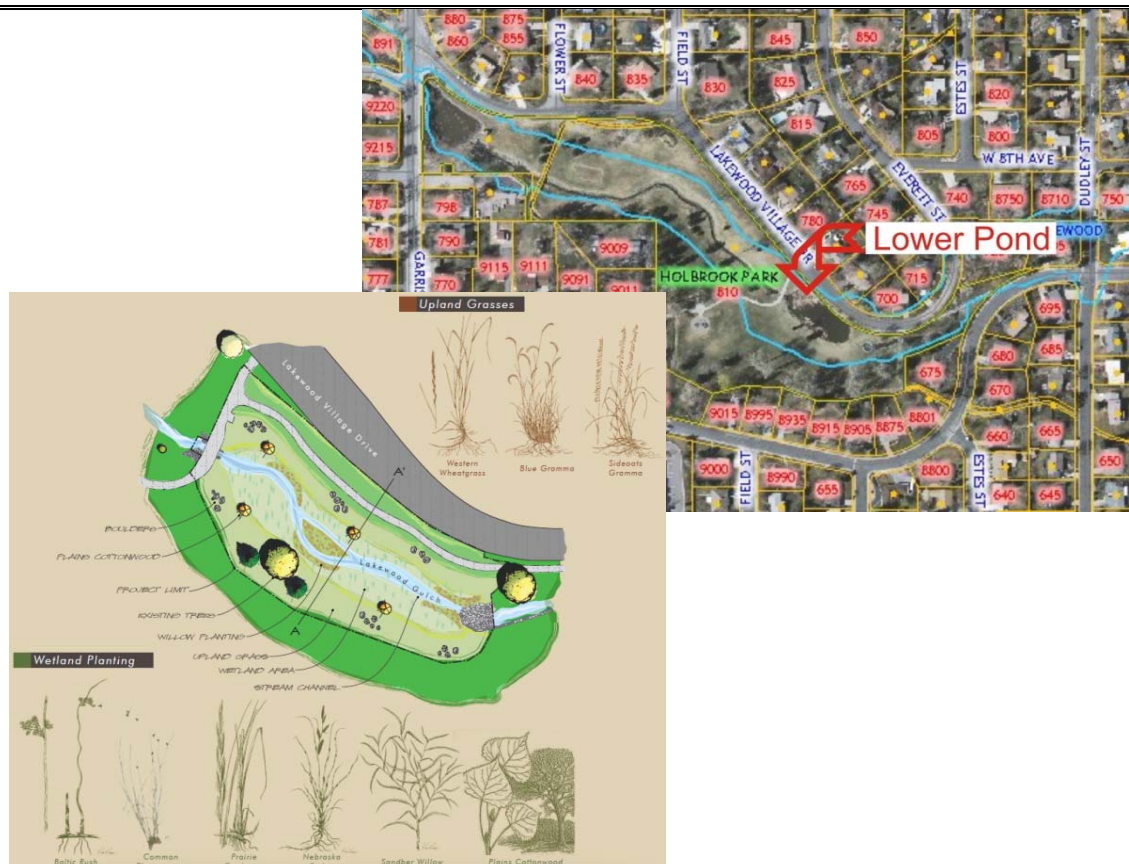 880
875
860
855
891
FLOWER ST
840
835
FIELD ST
830
845
825
815
850
ESTES ST
820
805
800
W 8TH AVE
DUDLEY ST
9220
9215
LAKEWOOD VILLAGE DR
EVERETT ST
765
740
8750
8710
750
787
798
780
745
781
790
9009
Lower Pond
HOLBROOK PARK
810
715
700
777
770
9115
9111
9091
9011
695
685
680
675
670
9015
8995
8935
8915
8905
8875
8801
660
665
9000
FIELD ST
8990
655
8800
ESTES ST
640
645
650
Upland Grasses
Western
Wheatgrass
Blue Gramma
Sideoats
Gramma
Lakewood Village Drive
A'
Lakewood Gulch
A
BOULDERS
PLAINS COTTONWOOD
PROJECT LIMIT
EXISTING TREES
WILLOW PLANTING
UPLAND GRASS
WETLAND AREA
STREAM CHANNEL
Wetland Planting
Baltic Rush
Common
Prairie
Nebraska
Sandbar Willow
Plains Cottonwood